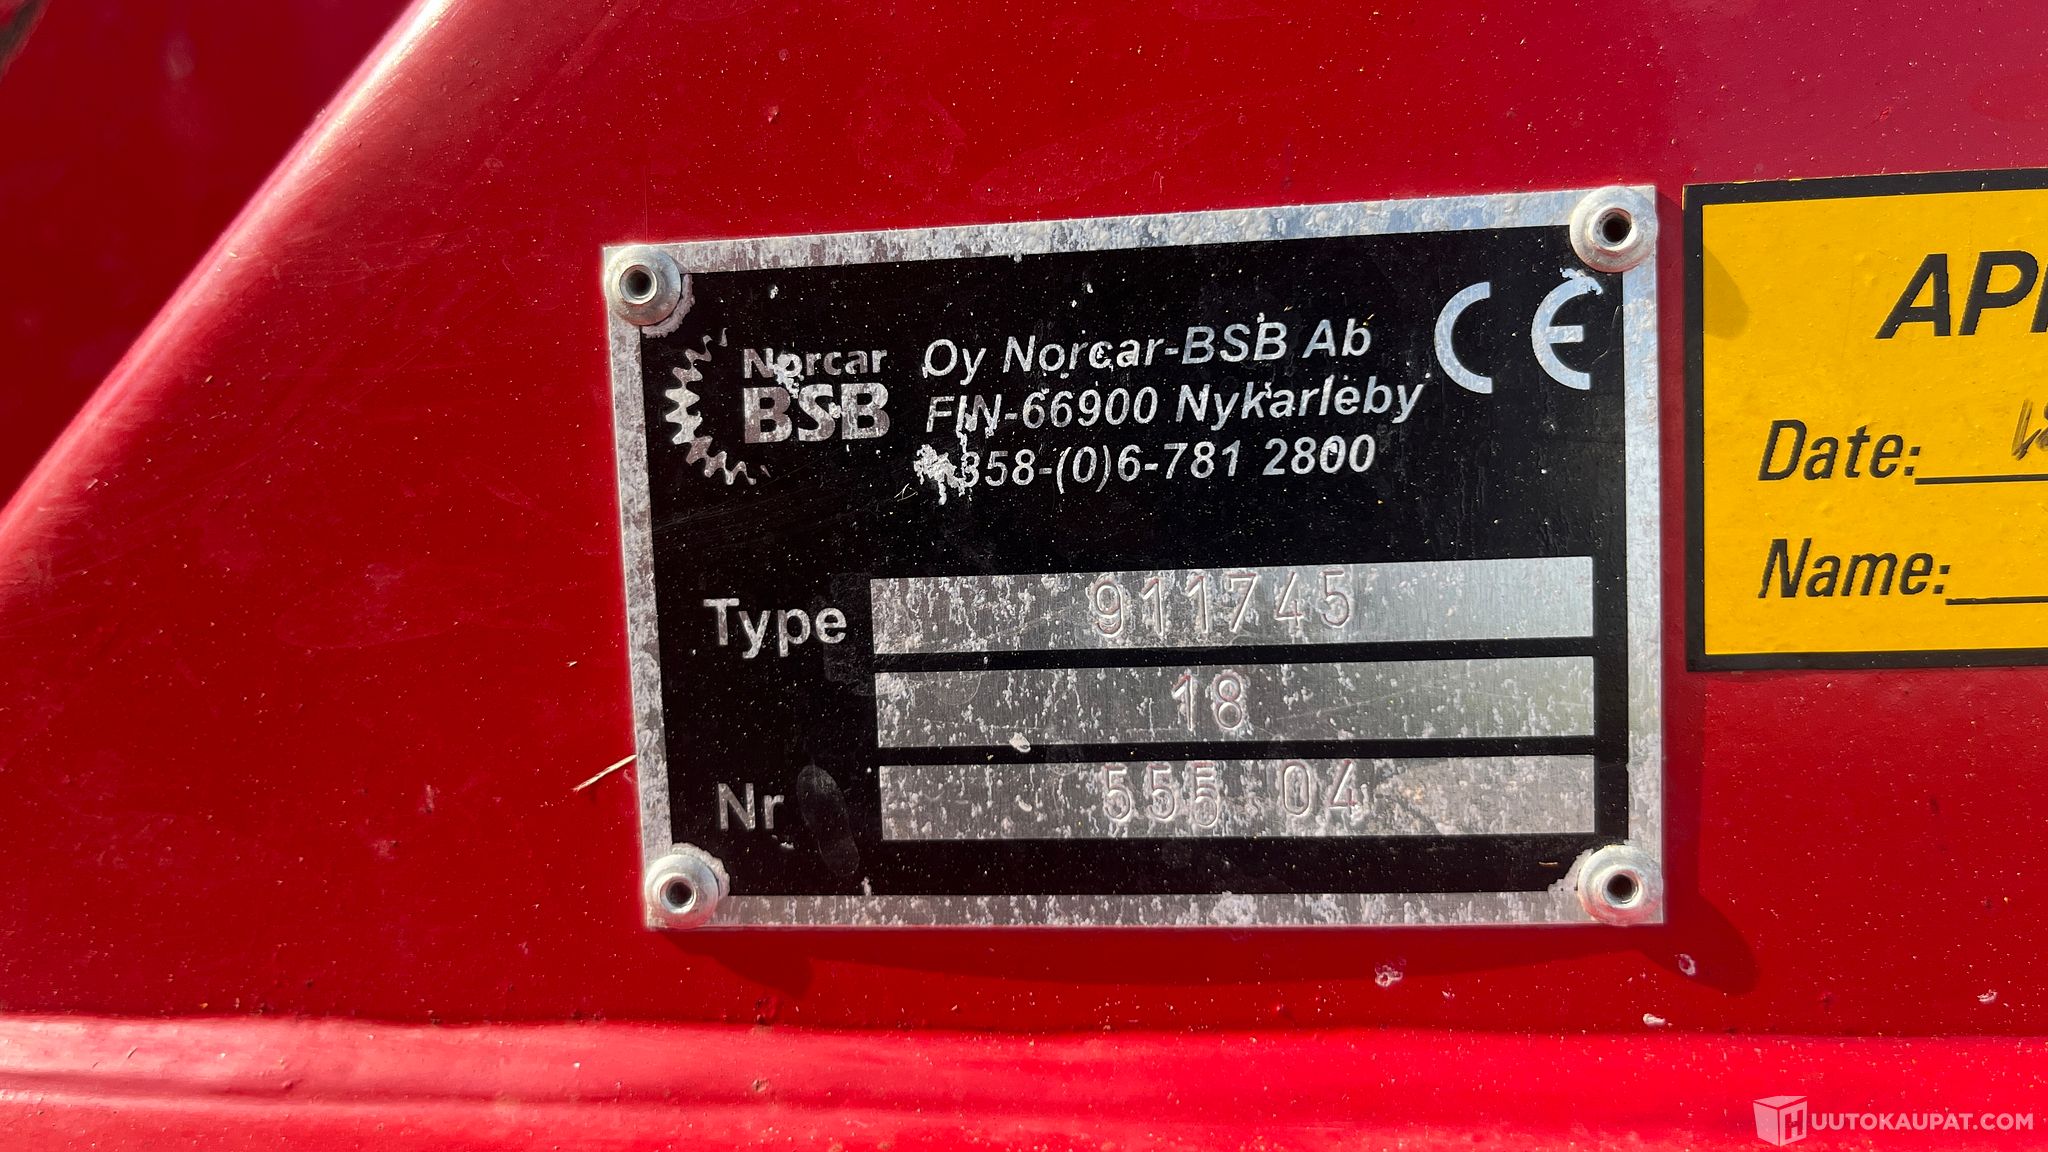 Norcar
BSB
Oy Norcar-BSB Ab
FIN-66900 Nykarleby
358-(0)6-781 2800
CE
Type 911745
18
Nr 555 04
Date:
Name:
HUUTOKAUPAT.COM